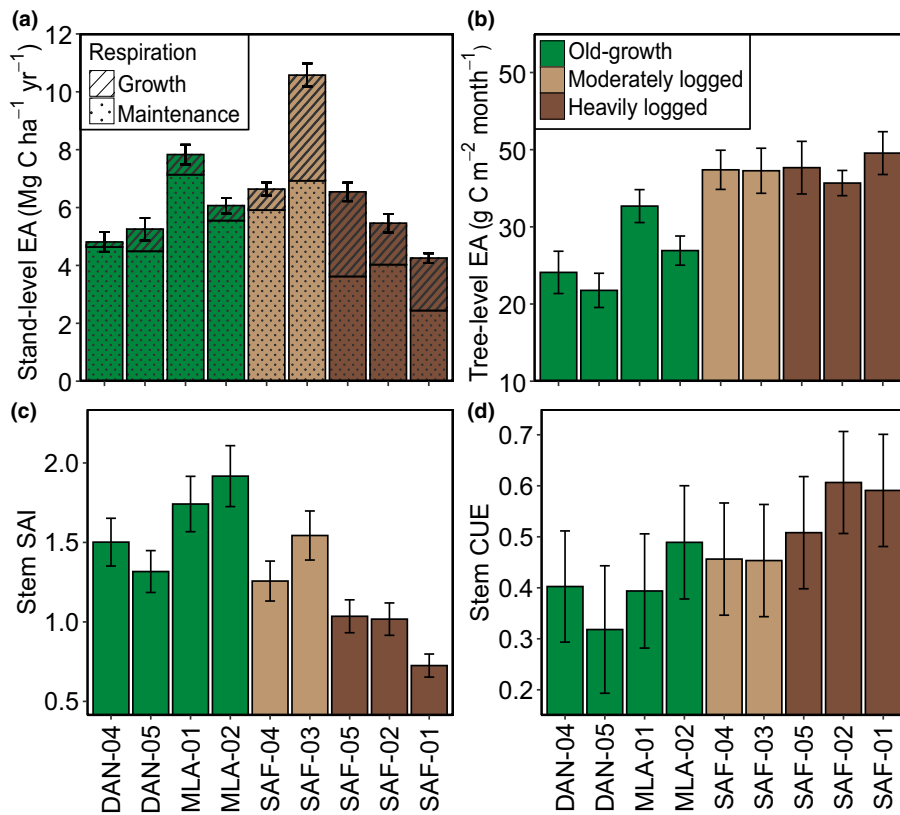 (a)
Stand-level EA (Mg C ha⁻¹ yr⁻¹)
12
10
8
6
4
2
0
Respiration
Growth
Maintenance
(b)
Tree-level EA (g C m⁻² month⁻¹)
50
50
30
20
10
Old-growth
Moderately logged
Heavily logged
(c)
Stem SAI
2.0
1.5
1.0
0.5
DAN-04
DAN-05
MLA-01
MLA-02
SAF-04
SAF-03
SAF-05
SAF-02
SAF-01
(d)
Stem CUE
0.7
0.6
0.5
0.4
0.3
0.2
DAN-04
DAN-05
MLA-01
MLA-02
SAF-04
SAF-03
SAF-05
SAF-02
SAF-01